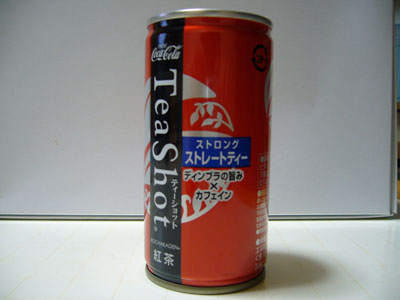 Coca-Cola
TeaShot®
ティーショット
KOCHAKADEN
紅茶
ストロング
ストレートティー
ディンブラの旨み
×
カフェイン